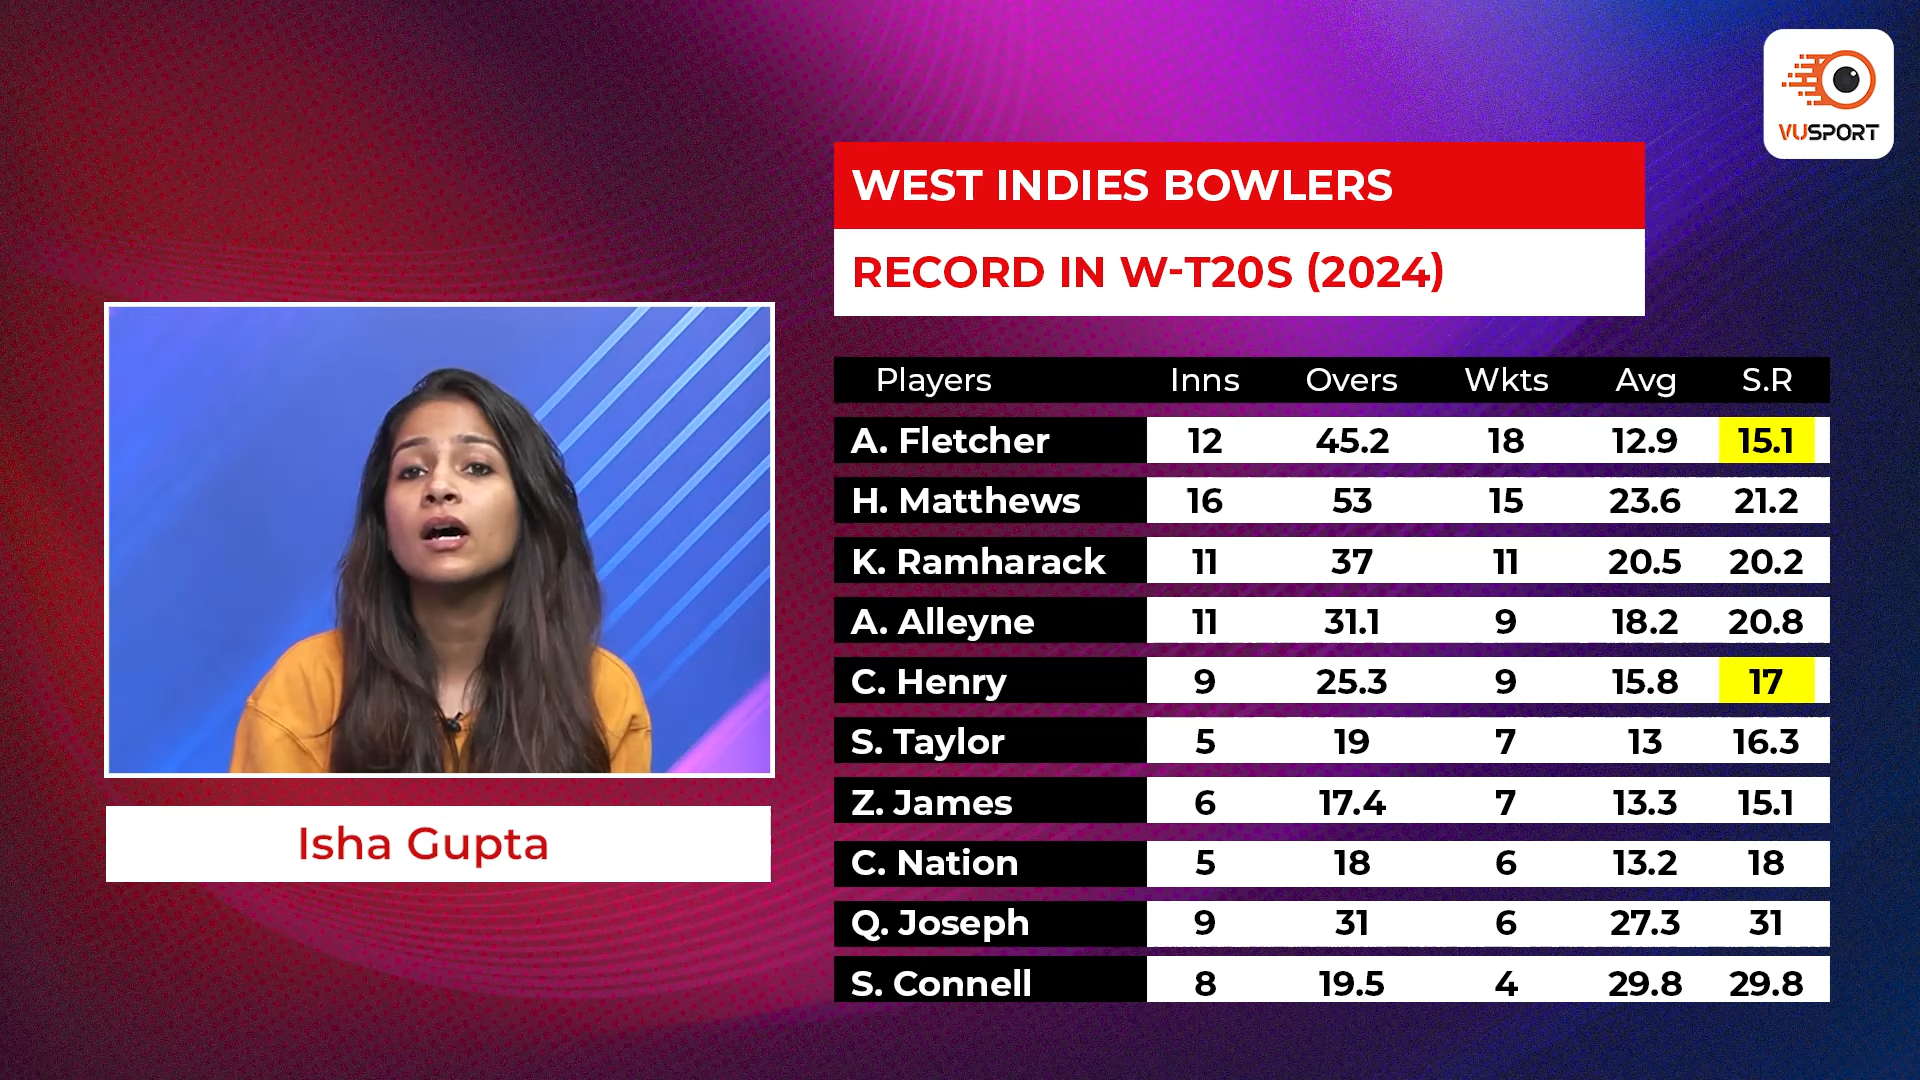 VUSPORT
WEST INDIES BOWLERS
RECORD IN W-T20S (2024)
Players Inns Overs Wkts Avg S.R
A. Fletcher 12 45.2 18 12.9 15.1
H. Matthews 16 53 15 23.6 21.2
K. Ramharack 11 37 11 20.5 20.2
A. Alleyne 11 31.1 9 18.2 20.8
C. Henry 9 25.3 9 15.8 17
S. Taylor 5 19 7 13 16.3
Z. James 6 17.4 7 13.3 15.1
C. Nation 5 18 6 13.2 18
Q. Joseph 9 31 6 27.3 31
S. Connell 8 19.5 4 29.8 29.8
Isha Gupta